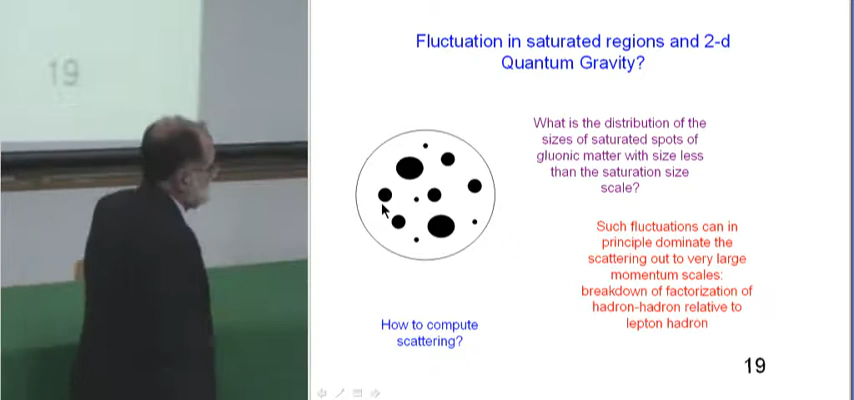 19
Fluctuation in saturated regions and 2-d
Quantum Gravity?
What is the distribution of the
sizes of saturated spots of
gluonic matter with size less
than the saturation size
scale?
Such fluctuations can in
principle dominate the
scattering out to very large
momentum scales:
breakdown of factorization of
hadron-hadron relative to
lepton hadron
How to compute
scattering?
19